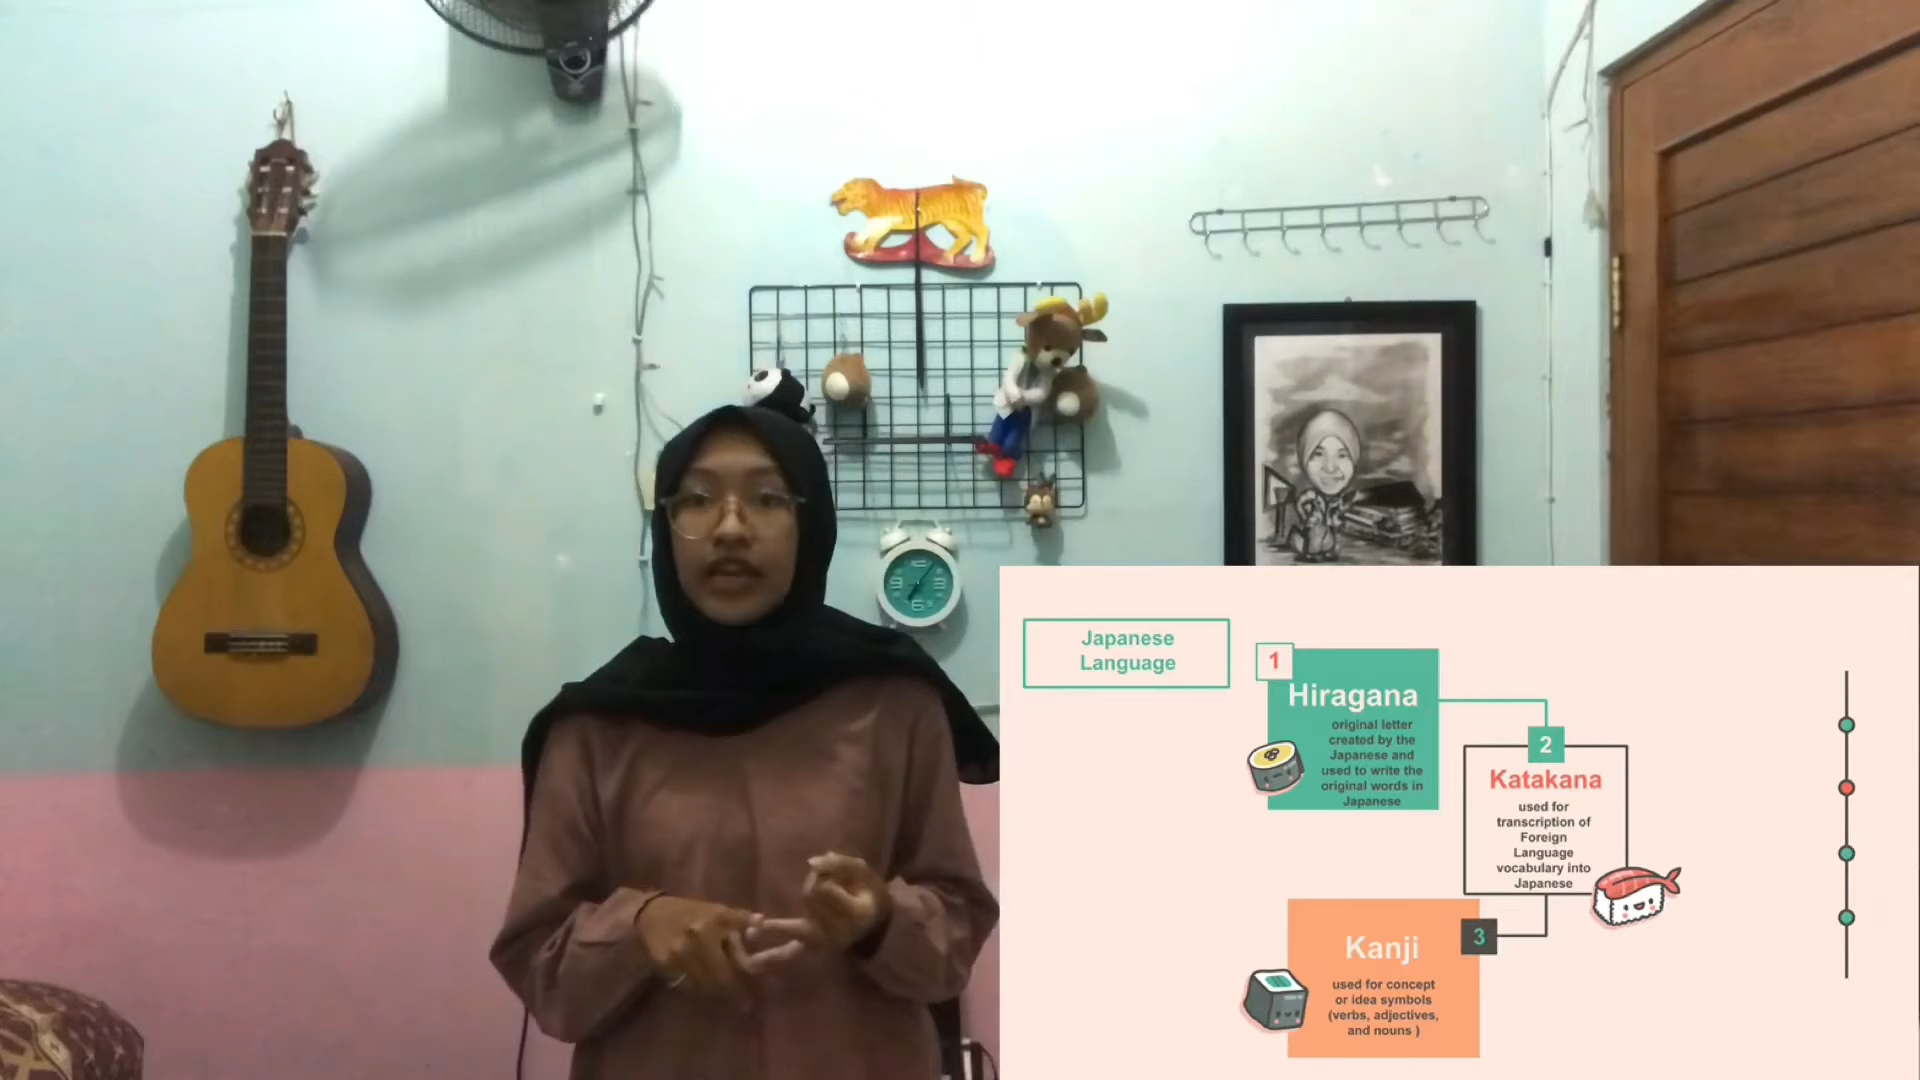 Japanese
Language
1
Hiragana
original letter
created by the
Japanese and
used to write the
original words in
Japanese
2
Katakana
used for
transcription of
Foreign
Language
vocabulary into
Japanese
3
Kanji
used for concept
or idea symbols
(verbs, adjectives,
and nouns )